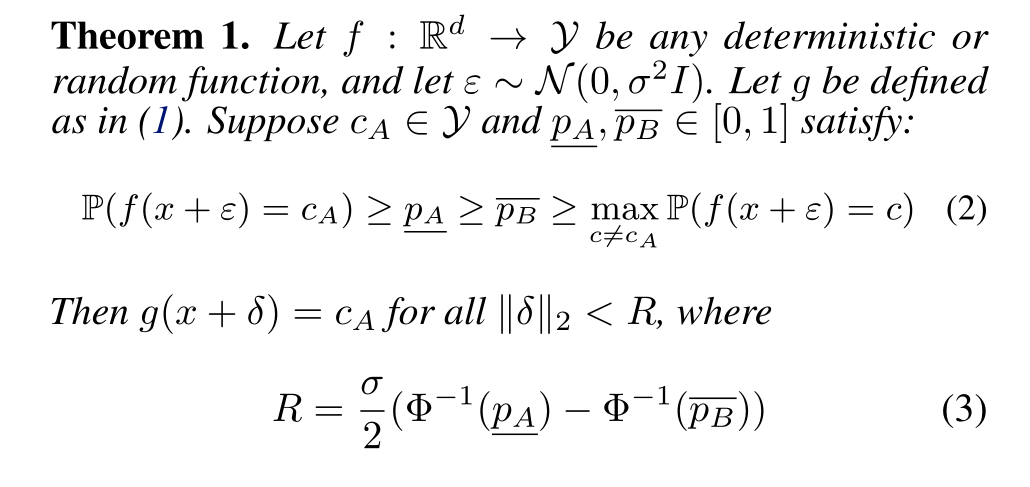 Theorem 1. Let f : ℝᵈ → 𝒴 be any deterministic or
random function, and let ε ∼ 𝒩(0, σ²I). Let g be defined
as in (1). Suppose c_A ∈ 𝒴 and \underline{p_A}, \overline{p_B} ∈ [0, 1] satisfy:
ℙ(f(x + ε) = c_A) ≥ \underline{p_A} ≥ \overline{p_B} ≥ max_{c≠c_A} ℙ(f(x + ε) = c) (2)
Then g(x + δ) = c_A for all ‖δ‖₂ < R, where
R = \frac{σ}{2}(Φ⁻¹(\underline{p_A}) − Φ⁻¹(\overline{p_B})) (3)